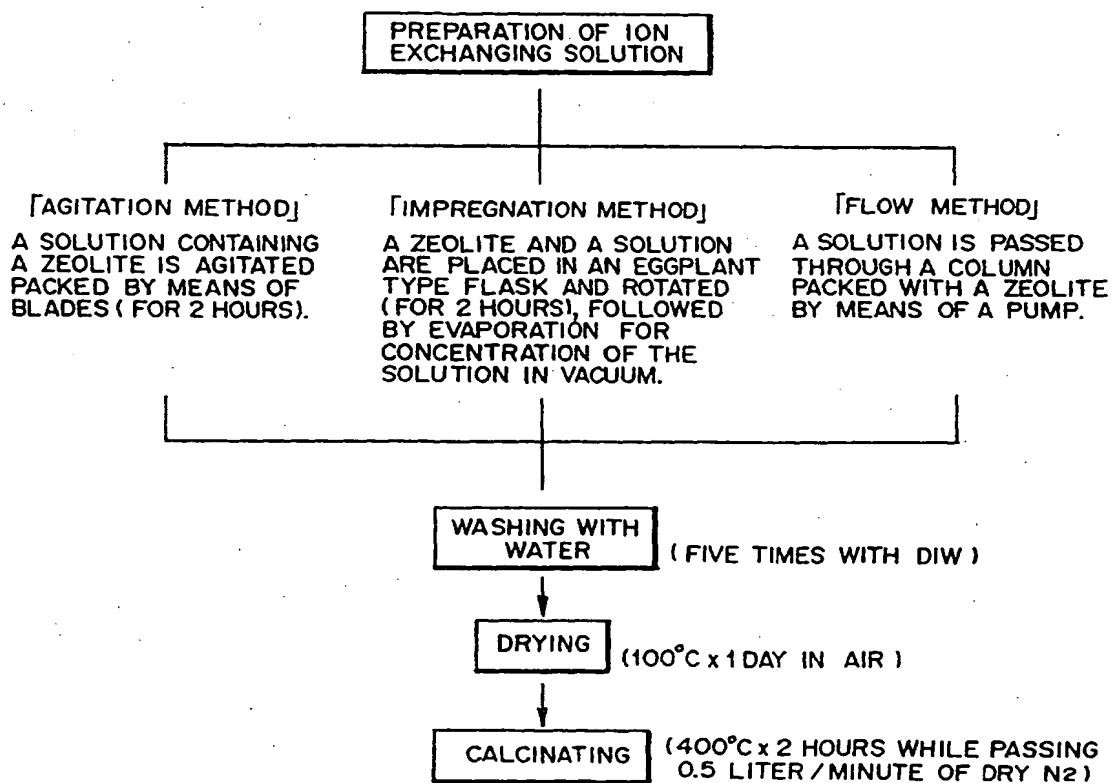 PREPARATION OF ION
EXCHANGING SOLUTION
「AGITATION METHOD」
A SOLUTION CONTAINING
A ZEOLITE IS AGITATED
PACKED BY MEANS OF
BLADES (FOR 2 HOURS).
「IMPREGNATION METHOD」
A ZEOLITE AND A SOLUTION
ARE PLACED IN AN EGGPLANT
TYPE FLASK AND ROTATED
(FOR 2 HOURS), FOLLOWED
BY EVAPORATION FOR
CONCENTRATION OF THE
SOLUTION IN VACUUM.
「FLOW METHOD」
A SOLUTION IS PASSED
THROUGH A COLUMN
PACKED WITH A ZEOLITE
BY MEANS OF A PUMP.
WASHING WITH
WATER
(FIVE TIMES WITH DIW)
DRYING
(100°C x 1 DAY IN AIR)
CALCINATING
(400°C x 2 HOURS WHILE PASSING
0.5 LITER/MINUTE OF DRY N2)